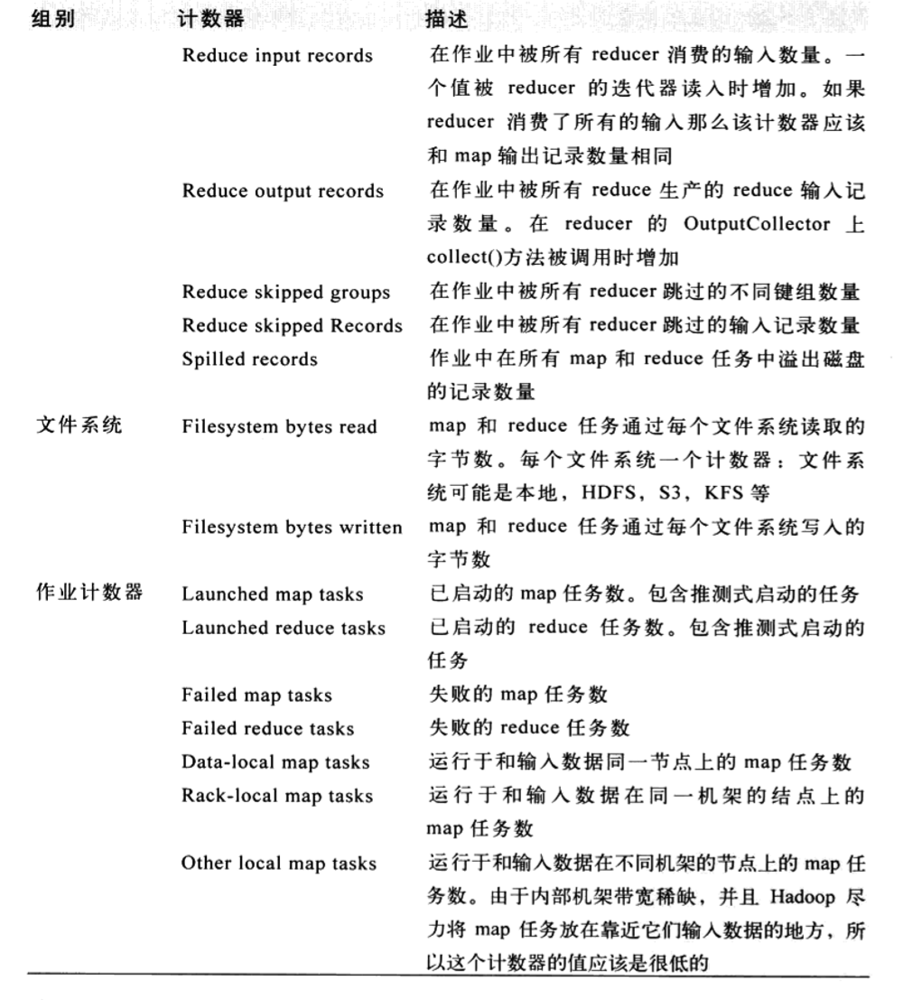 组别 计数器 描述
Reduce input records 在作业中被所有 reducer 消费的输入数量。一
个值被 reducer 的迭代器读入时增加。如果
reducer 消费了所有的输入那么该计数器应该
和 map 输出记录数量相同
Reduce output records 在作业中被所有 reduce 生产的 reduce 输入记
录数量。在 reducer 的 OutputCollector 上
collect()方法被调用时增加
Reduce skipped groups 在作业中被所有 reducer 跳过的不同键组数量
Reduce skipped Records 在作业中被所有 reducer 跳过的输入记录数量
Spilled records 作业中在所有 map 和 reduce 任务中溢出磁盘
的记录数量
文件系统 Filesystem bytes read map 和 reduce 任务通过每个文件系统读取的
字节数。每个文件系统一个计数器：文件系
统可能是本地，HDFS，S3，KFS 等
Filesystem bytes written map 和 reduce 任务通过每个文件系统写入的
字节数
作业计数器 Launched map tasks 已启动的 map 任务数。包含推测式启动的任务
Launched reduce tasks 已启动的 reduce 任务数。包含推测式启动的
任务
Failed map tasks 失败的 map 任务数
Failed reduce tasks 失败的 reduce 任务数
Data-local map tasks 运行于和输入数据同一节点上的 map 任务数
Rack-local map tasks 运行于和输入数据在同一机架的结点上的
map 任务数
Other local map tasks 运行于和输入数据在不同机架的节点上的 map 任
务数。由于内部机架带宽稀缺，并且 Hadoop 尽
力将 map 任务放在靠近它们输入数据的地方，所
以这个计数器的值应该是很低的